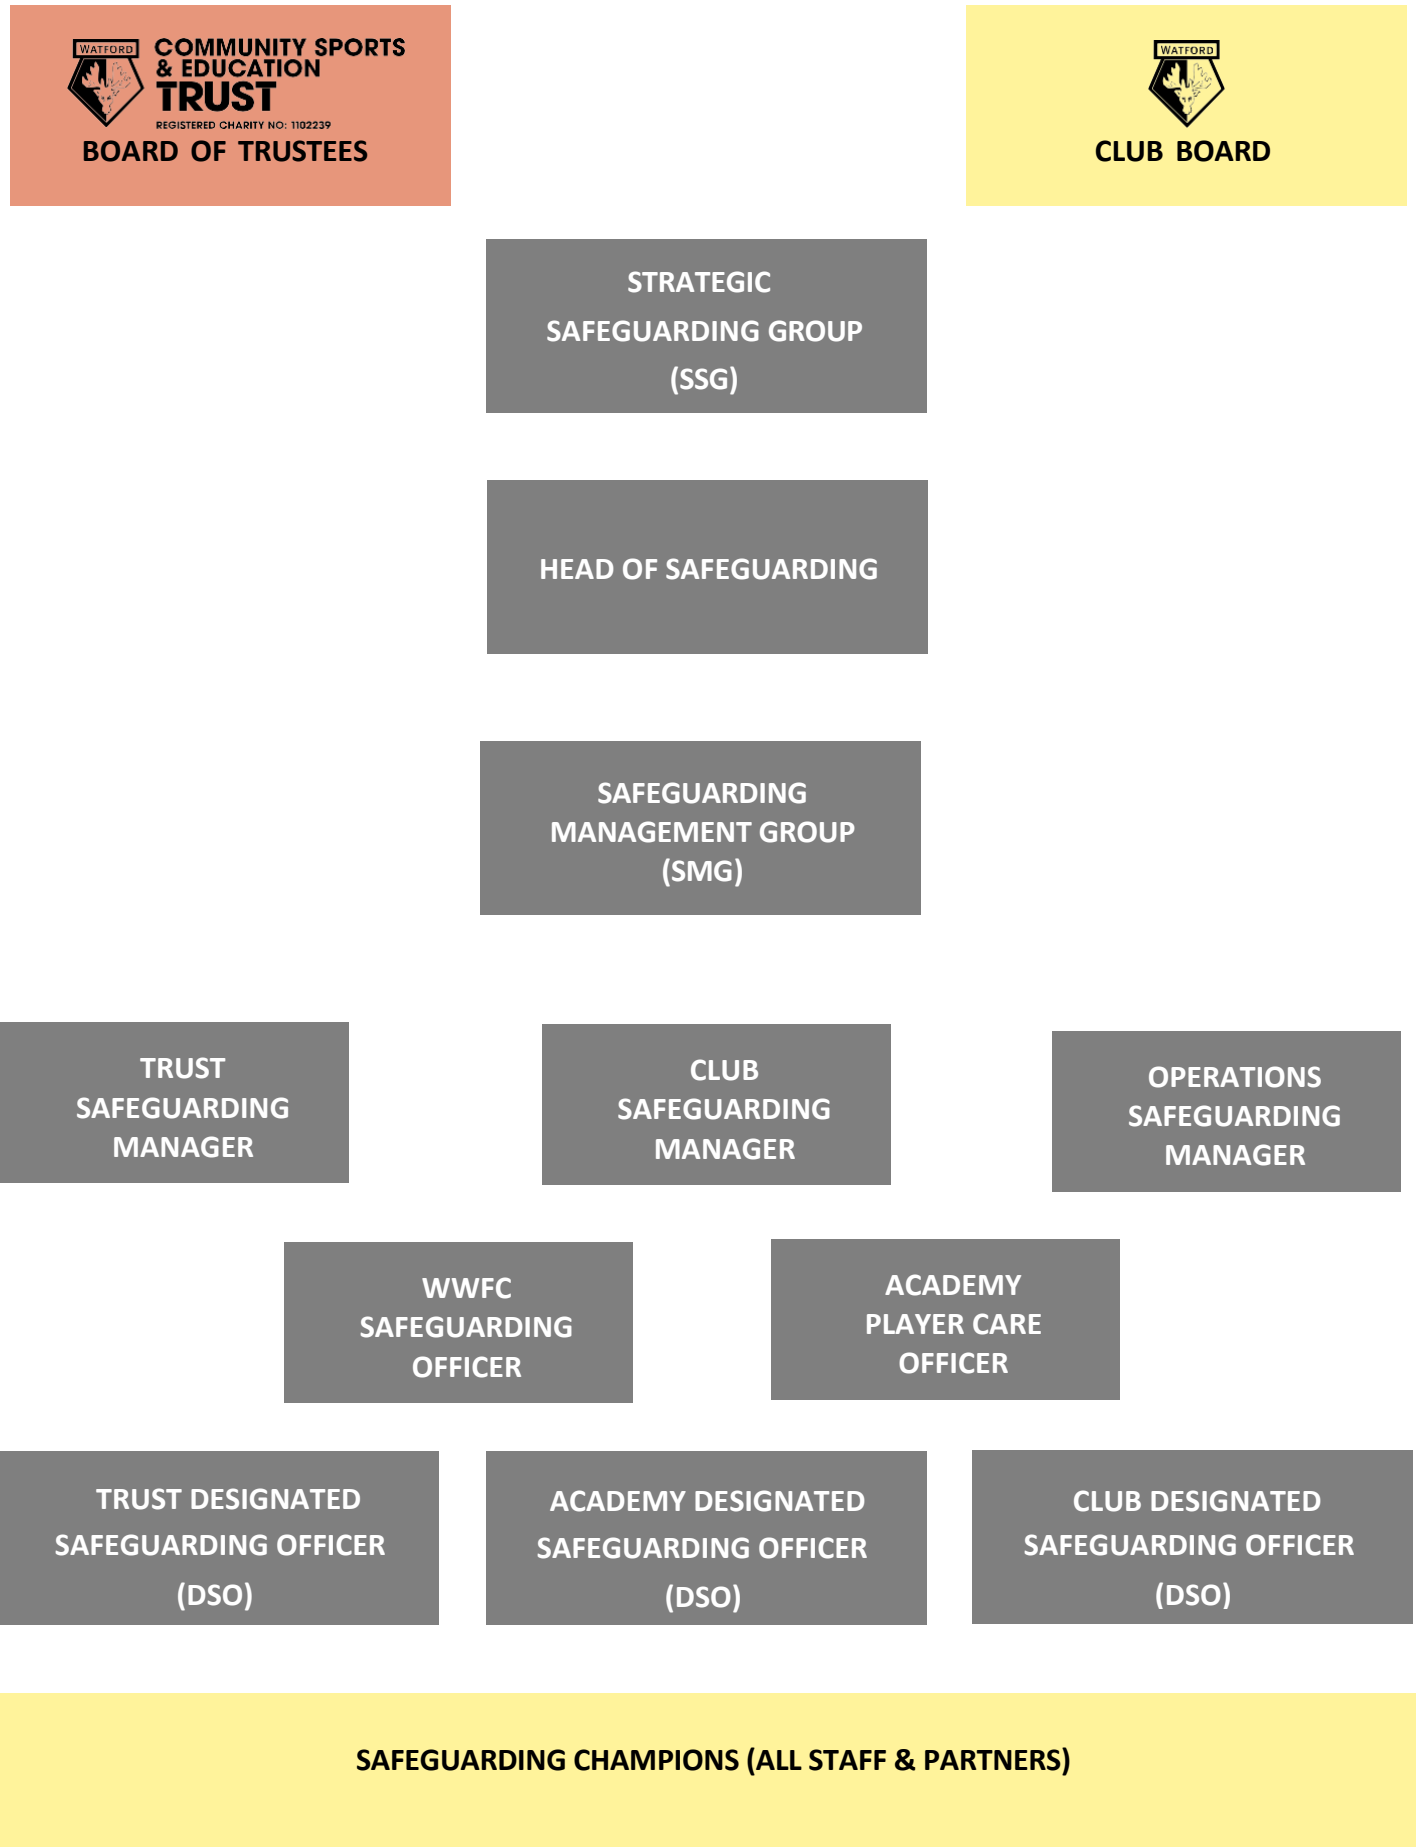 WATFORD
COMMUNITY SPORTS
& EDUCATION
TRUST
REGISTERED CHARITY NO: 1102239
BOARD OF TRUSTEES
WATFORD
CLUB BOARD
STRATEGIC
SAFEGUARDING GROUP
(SSG)
HEAD OF SAFEGUARDING
SAFEGUARDING
MANAGEMENT GROUP
(SMG)
TRUST
SAFEGUARDING
MANAGER
CLUB
SAFEGUARDING
MANAGER
OPERATIONS
SAFEGUARDING
MANAGER
WWFC
SAFEGUARDING
OFFICER
ACADEMY
PLAYER CARE
OFFICER
TRUST DESIGNATED
SAFEGUARDING OFFICER
(DSO)
ACADEMY DESIGNATED
SAFEGUARDING OFFICER
(DSO)
CLUB DESIGNATED
SAFEGUARDING OFFICER
(DSO)
SAFEGUARDING CHAMPIONS (ALL STAFF & PARTNERS)